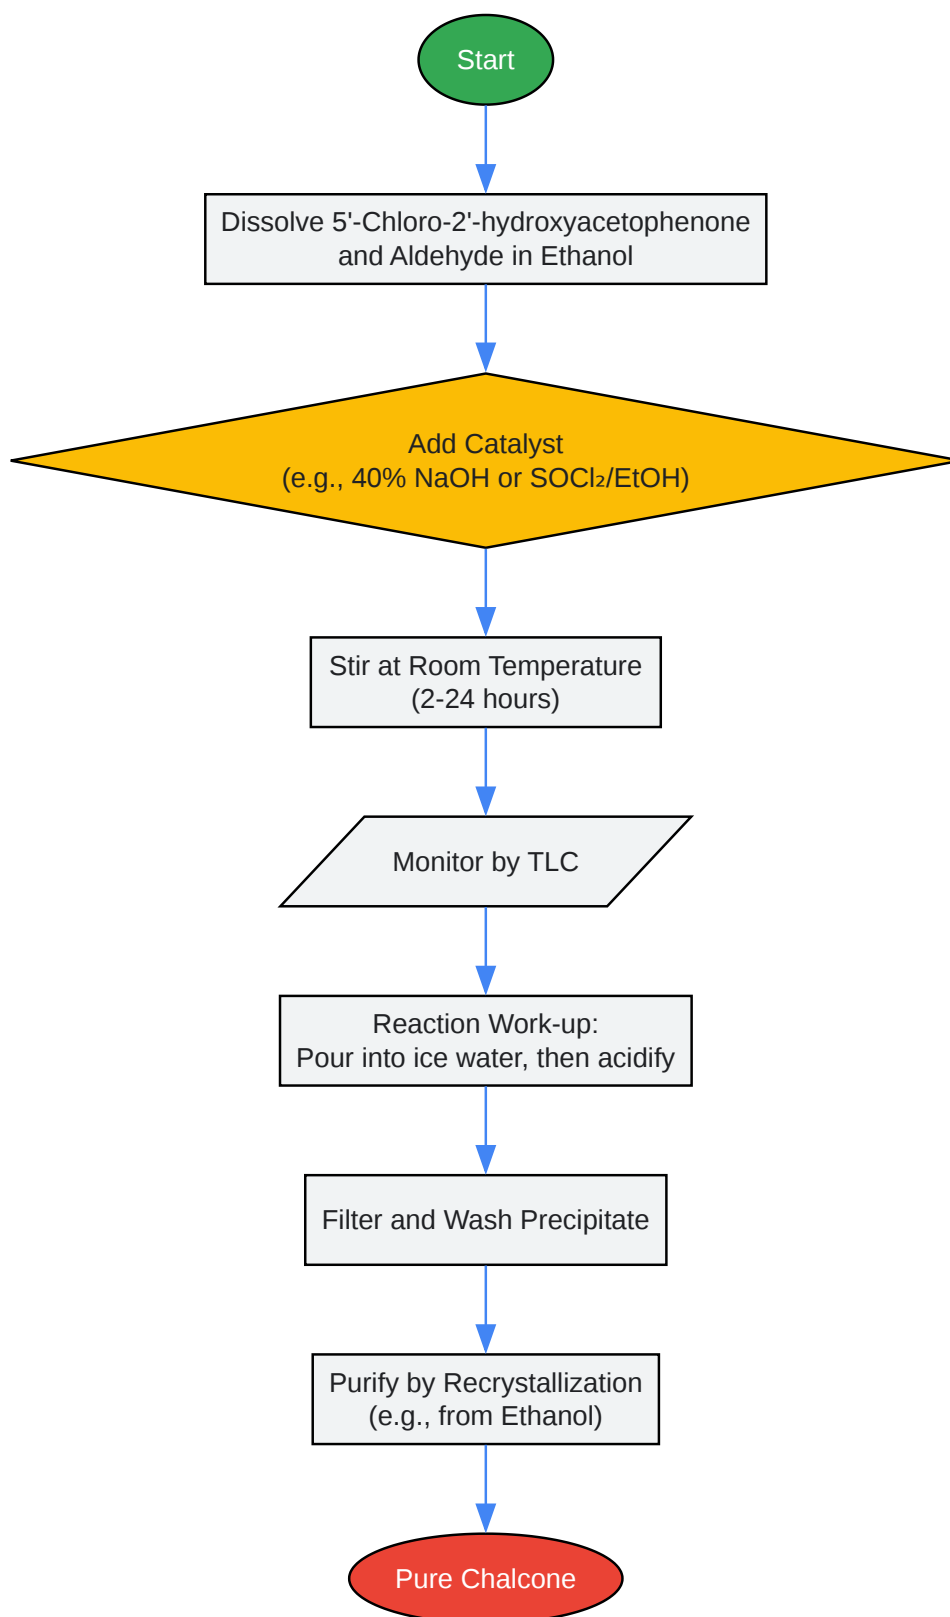 Start
Dissolve 5'-Chloro-2'-hydroxyacetophenone
and Aldehyde in Ethanol
Add Catalyst
(e.g., 40% NaOH or SOCl₂/EtOH)
Stir at Room Temperature
(2-24 hours)
Monitor by TLC
Reaction Work-up:
Pour into ice water, then acidify
Filter and Wash Precipitate
Purify by Recrystallization
(e.g., from Ethanol)
Pure Chalcone